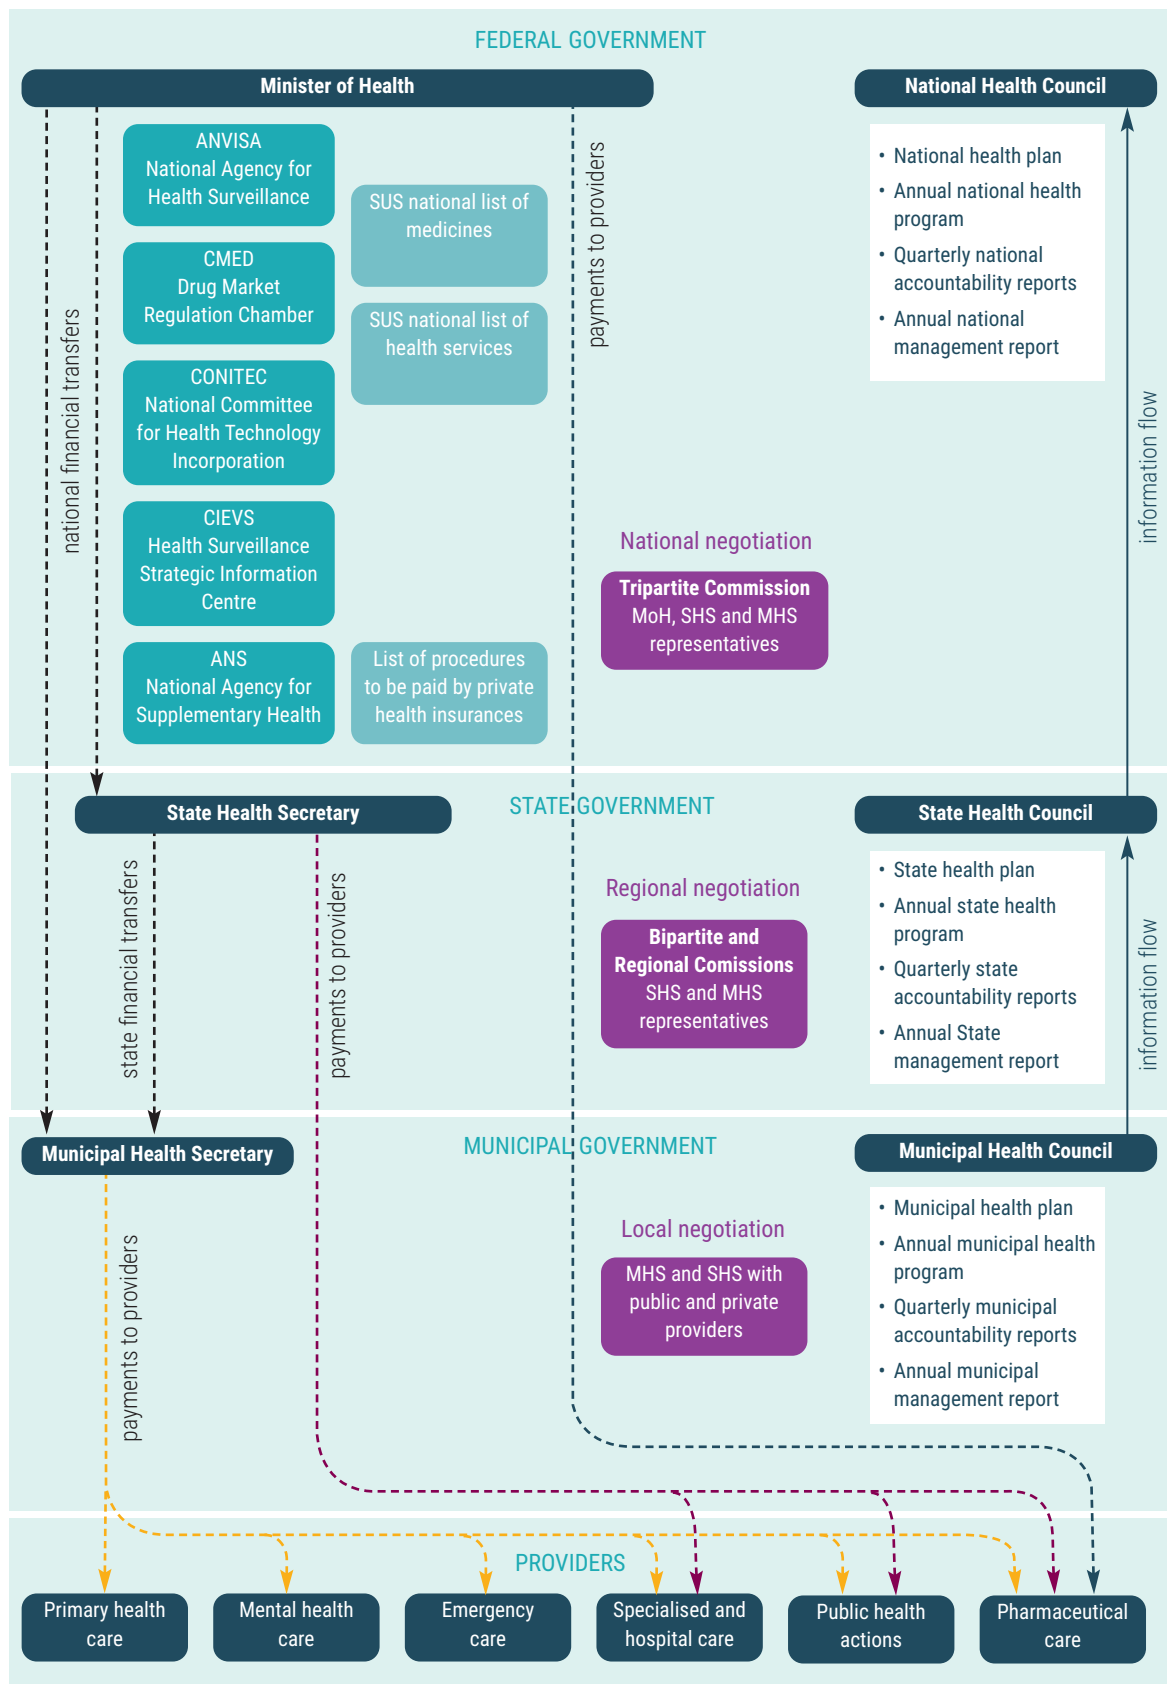 FEDERAL GOVERNMENT
Minister of Health
National Health Council
ANVISA
National Agency for
Health Surveillance
CMED
Drug Market
Regulation Chamber
CONITEC
National Committee
for Health Technology
Incorporation
CIEVS
Health Surveillance
Strategic Information
Centre
ANS
National Agency for
Supplementary Health
SUS national list of
medicines
SUS national list of
health services
List of procedures
to be paid by private
health insurances
national financial transfers
payments to providers
National negotiation
Tripartite Commission
MoH, SHS and MHS
representatives
• National health plan
• Annual national health
program
• Quarterly national
accountability reports
• Annual national
management report
information flow
STATE GOVERNMENT
State Health Secretary
State Health Council
state financial transfers
payments to providers
Regional negotiation
Bipartite and
Regional Comissions
SHS and MHS
representatives
• State health plan
• Annual state health
program
• Quarterly state
accountability reports
• Annual State
management report
information flow
MUNICIPAL GOVERNMENT
Municipal Health Secretary
Municipal Health Council
payments to providers
Local negotiation
MHS and SHS with
public and private
providers
• Municipal health plan
• Annual municipal health
program
• Quarterly municipal
accountability reports
• Annual municipal
management report
PROVIDERS
Primary health
care
Mental health
care
Emergency
care
Specialised and
hospital care
Public health
actions
Pharmaceutical
care